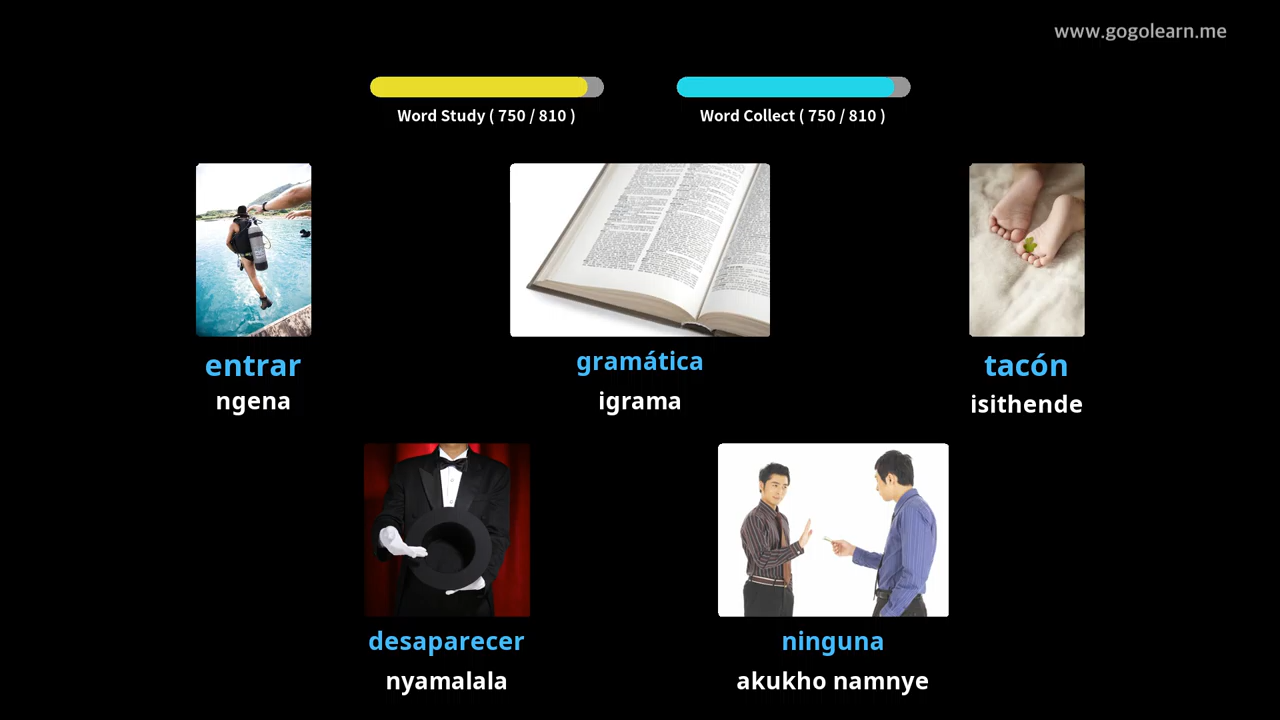 www.gogolearn.me
Word Study ( 750 / 810 )
Word Collect ( 750 / 810 )
entrar
ngena
gramática
igrama
tacón
isithende
desaparecer
nyamalala
ninguna
akukho namnye